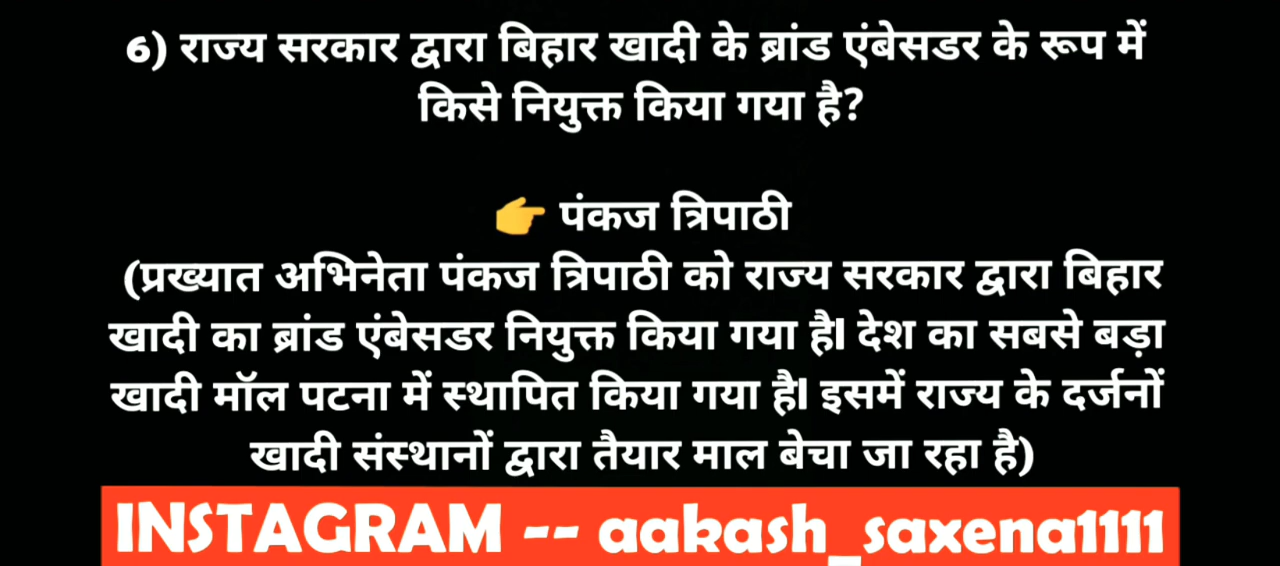 6) राज्य सरकार द्वारा बिहार खादी के ब्रांड एंबेसडर के रूप में
किसे नियुक्त किया गया है?
👉 पंकज त्रिपाठी
(प्रख्यात अभिनेता पंकज त्रिपाठी को राज्य सरकार द्वारा बिहार
खादी का ब्रांड एंबेसडर नियुक्त किया गया है। देश का सबसे बड़ा
खादी मॉल पटना में स्थापित किया गया है। इसमें राज्य के दर्जनों
खादी संस्थानों द्वारा तैयार माल बेचा जा रहा है)
INSTAGRAM -- aakash_saxena1111